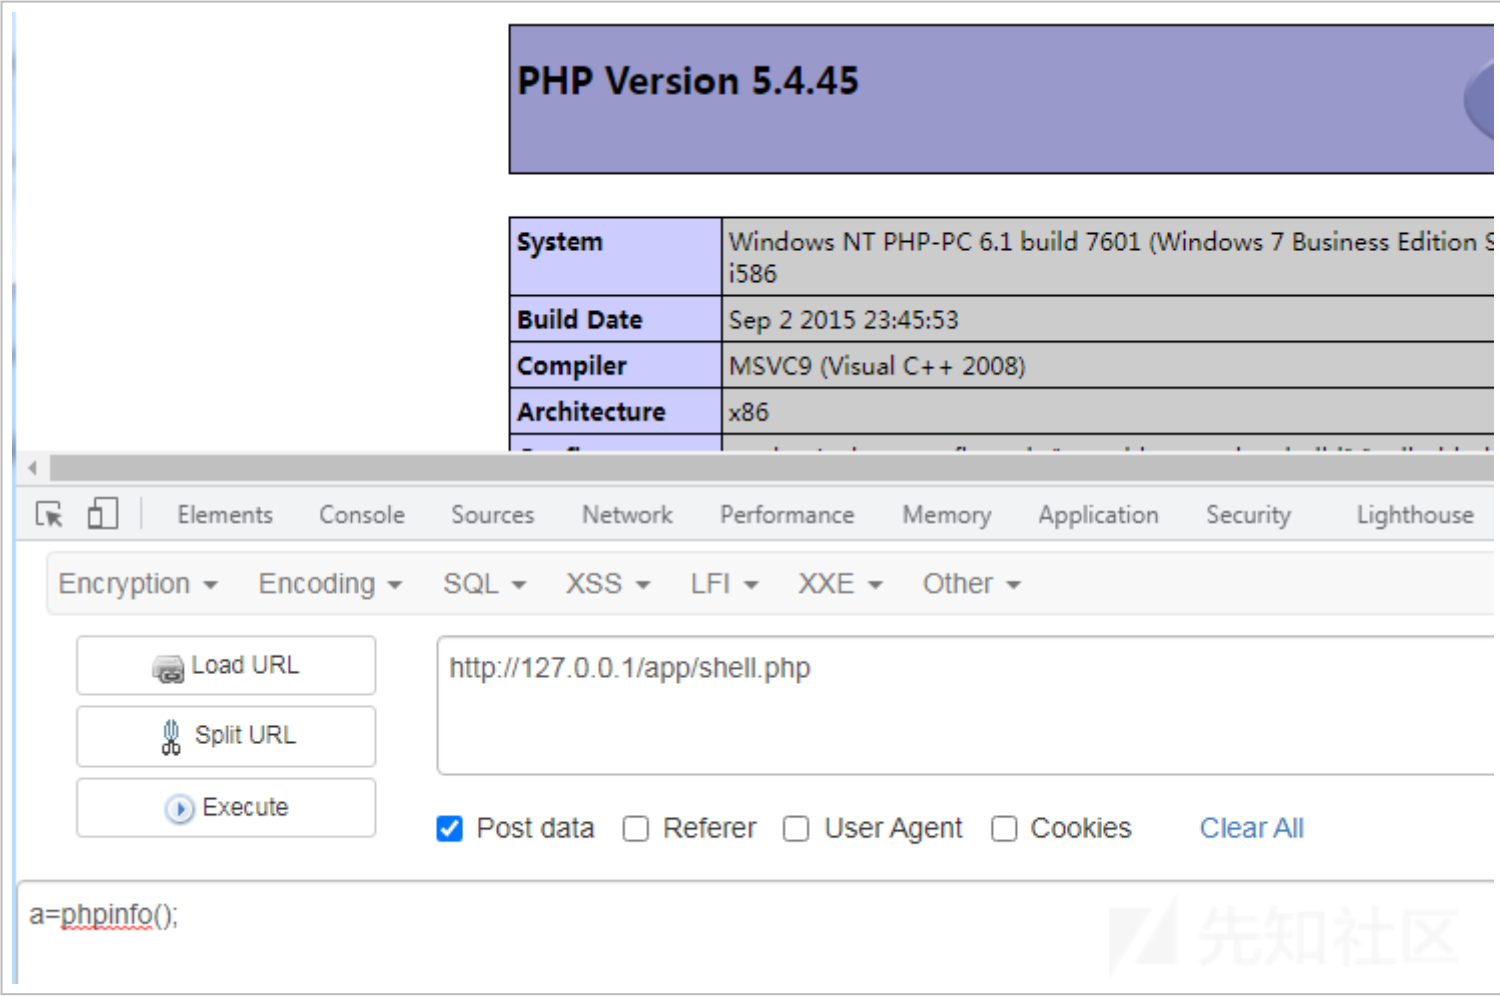 PHP Version 5.4.45
System
Windows NT PHP-PC 6.1 build 7601 (Windows 7 Business Edition S
i586
Build Date
Sep 2 2015 23:45:53
Compiler
MSVC9 (Visual C++ 2008)
Architecture
x86
Elements Console Sources Network Performance Memory Application Security Lighthouse
Encryption Encoding SQL XSS LFI XXE Other
Load URL
http://127.0.0.1/app/shell.php
Split URL
Execute
Post data Referer User Agent Cookies Clear All
a=phpinfo();
先知社区